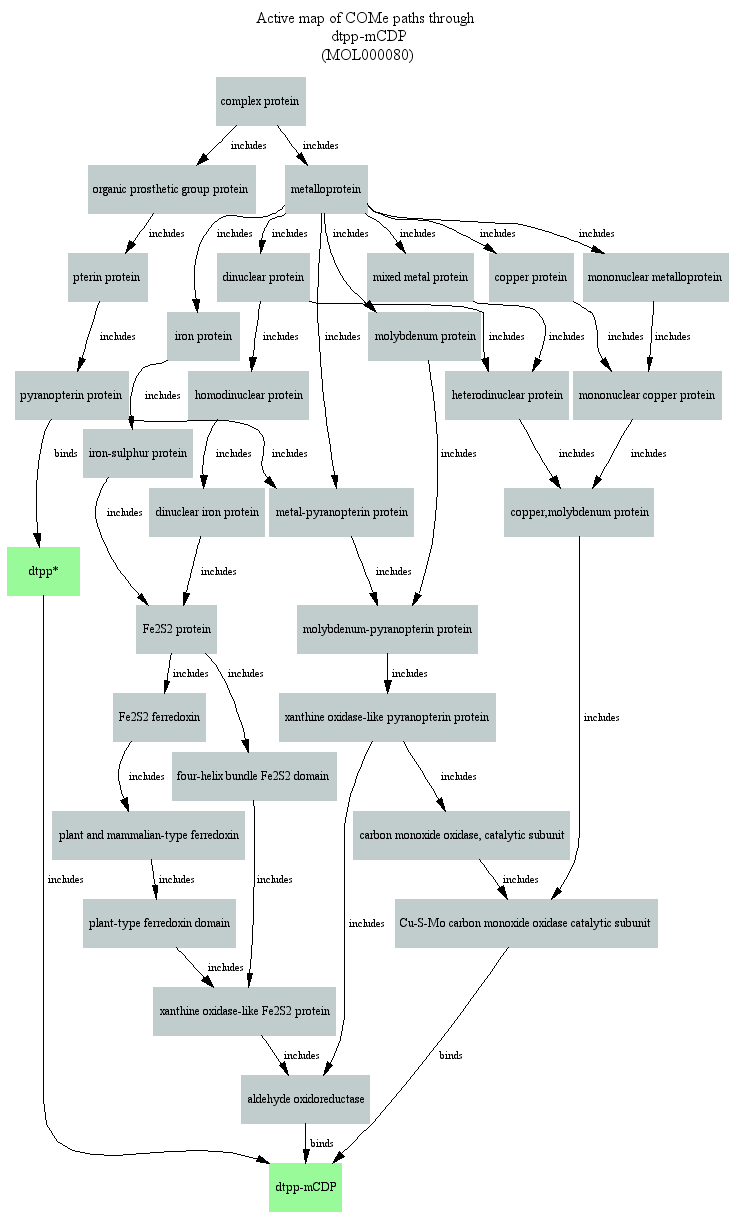 Active map of COMe paths through
dtpp-mCDP
(MOL000080)
complex protein
includes
includes
organic prosthetic group protein
metalloprotein
includes
includes
includes
includes
includes
includes
includes
pterin protein
dinuclear protein
mixed metal protein
copper protein
mononuclear metalloprotein
iron protein
molybdenum protein
includes
includes
includes
includes
includes
includes
includes
pyranopterin protein
includes
homodinuclear protein
heterodinuclear protein
mononuclear copper protein
iron-sulphur protein
binds
includes
includes
includes
includes
includes
dinuclear iron protein
metal-pyranopterin protein
copper,molybdenum protein
includes
dtpp*
includes
includes
Fe2S2 protein
molybdenum-pyranopterin protein
includes
includes
includes
Fe2S2 ferredoxin
xanthine oxidase-like pyranopterin protein
includes
four-helix bundle Fe2S2 domain
includes
includes
plant and mammalian-type ferredoxin
carbon monoxide oxidase, catalytic subunit
includes
includes
includes
includes
plant-type ferredoxin domain
includes
Cu-S-Mo carbon monoxide oxidase catalytic subunit
includes
xanthine oxidase-like Fe2S2 protein
includes
binds
aldehyde oxidoreductase
binds
dtpp-mCDP